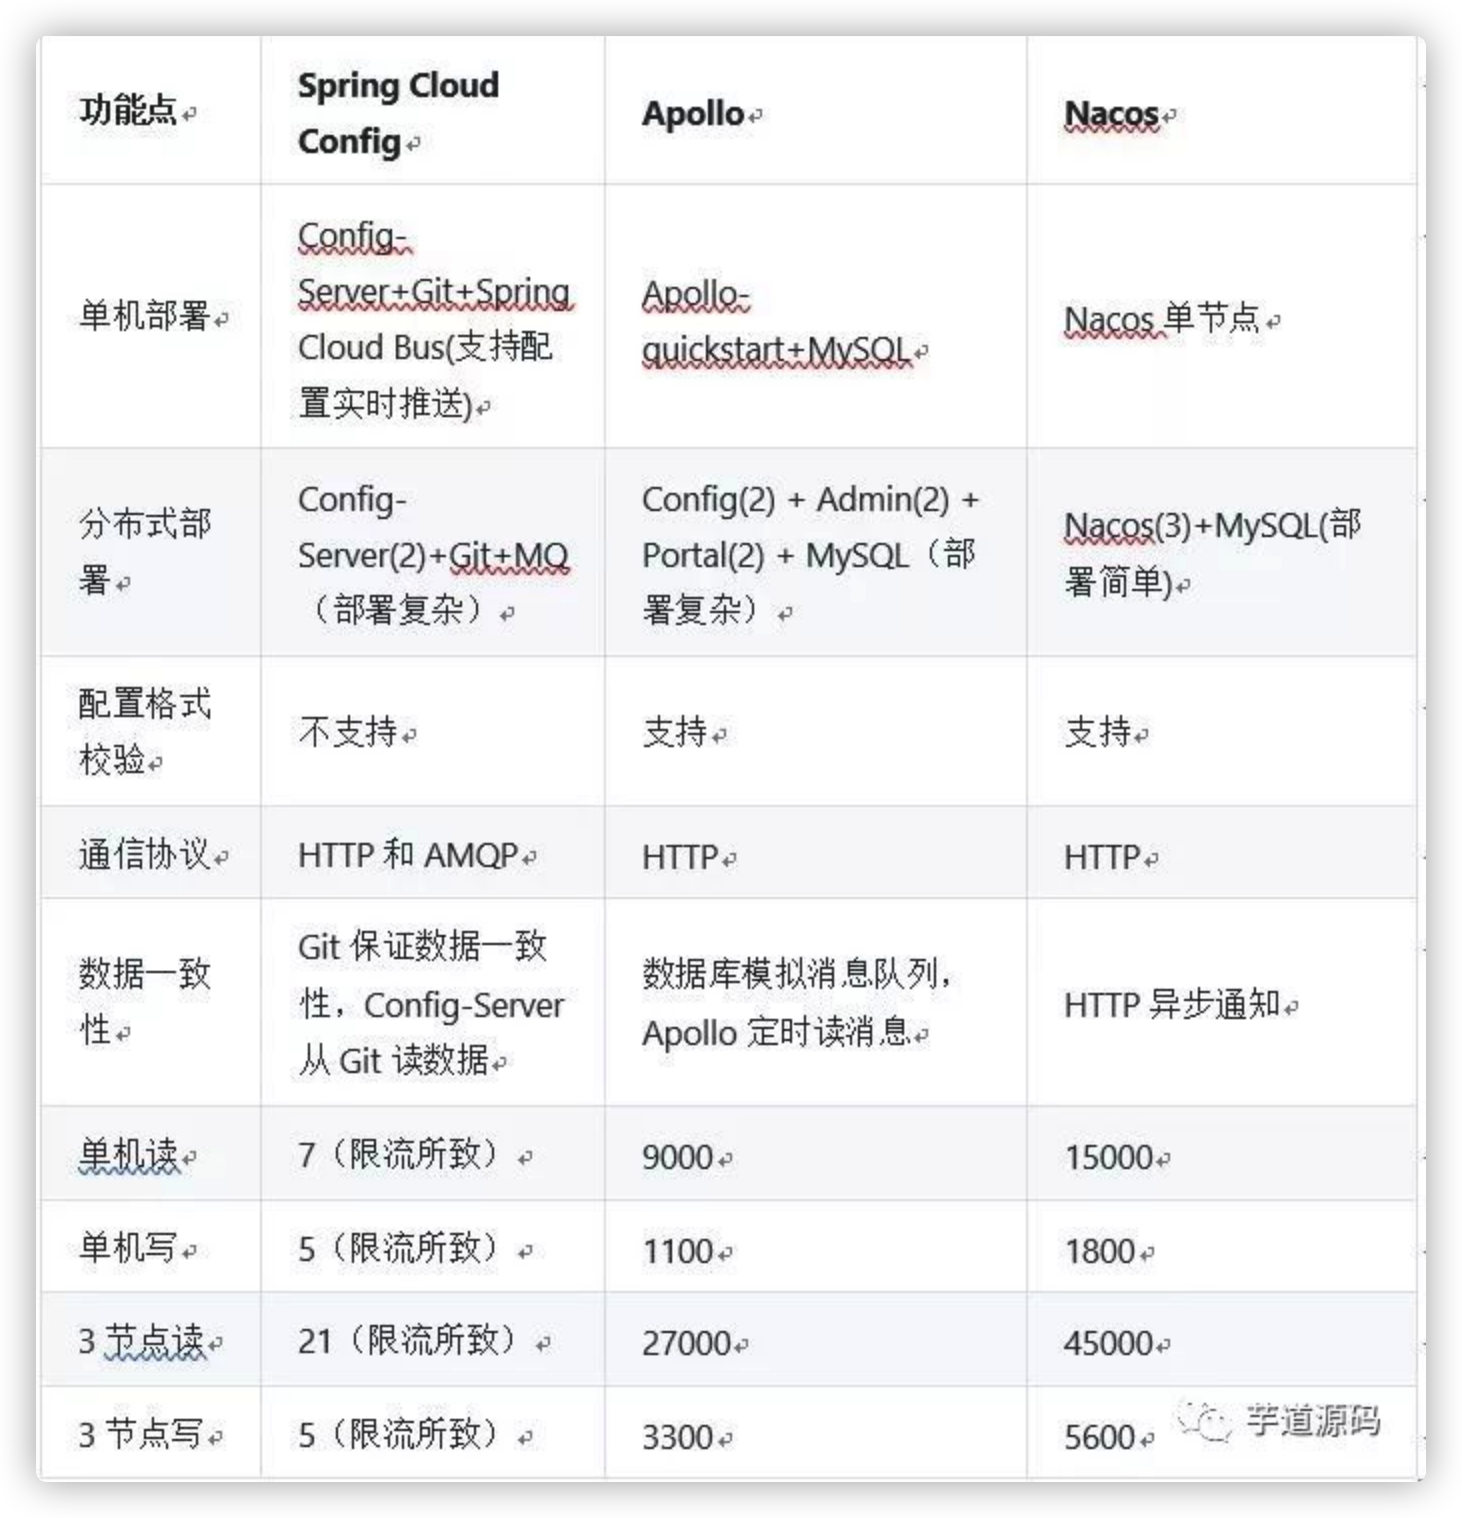 功能点
Spring Cloud
Config
Apollo
Nacos
单机部署
Config-
Server+Git+Spring
Cloud Bus(支持配
置实时推送)
Apollo-
quickstart+MySQL
Nacos 单节点
分布式部
署
Config-
Server(2)+Git+MQ
（部署复杂）
Config(2) + Admin(2) +
Portal(2) + MySQL（部
署复杂）
Nacos(3)+MySQL(部
署简单)
配置格式
校验
不支持
支持
支持
通信协议
HTTP 和 AMQP
HTTP
HTTP
数据一致
性
Git 保证数据一致
性，Config-Server
从 Git 读数据
数据库模拟消息队列，
Apollo 定时读消息
HTTP 异步通知
单机读
7（限流所致）
9000
15000
单机写
5（限流所致）
1100
1800
3 节点读
21（限流所致）
27000
45000
3 节点写
5（限流所致）
3300
5600
芋道源码